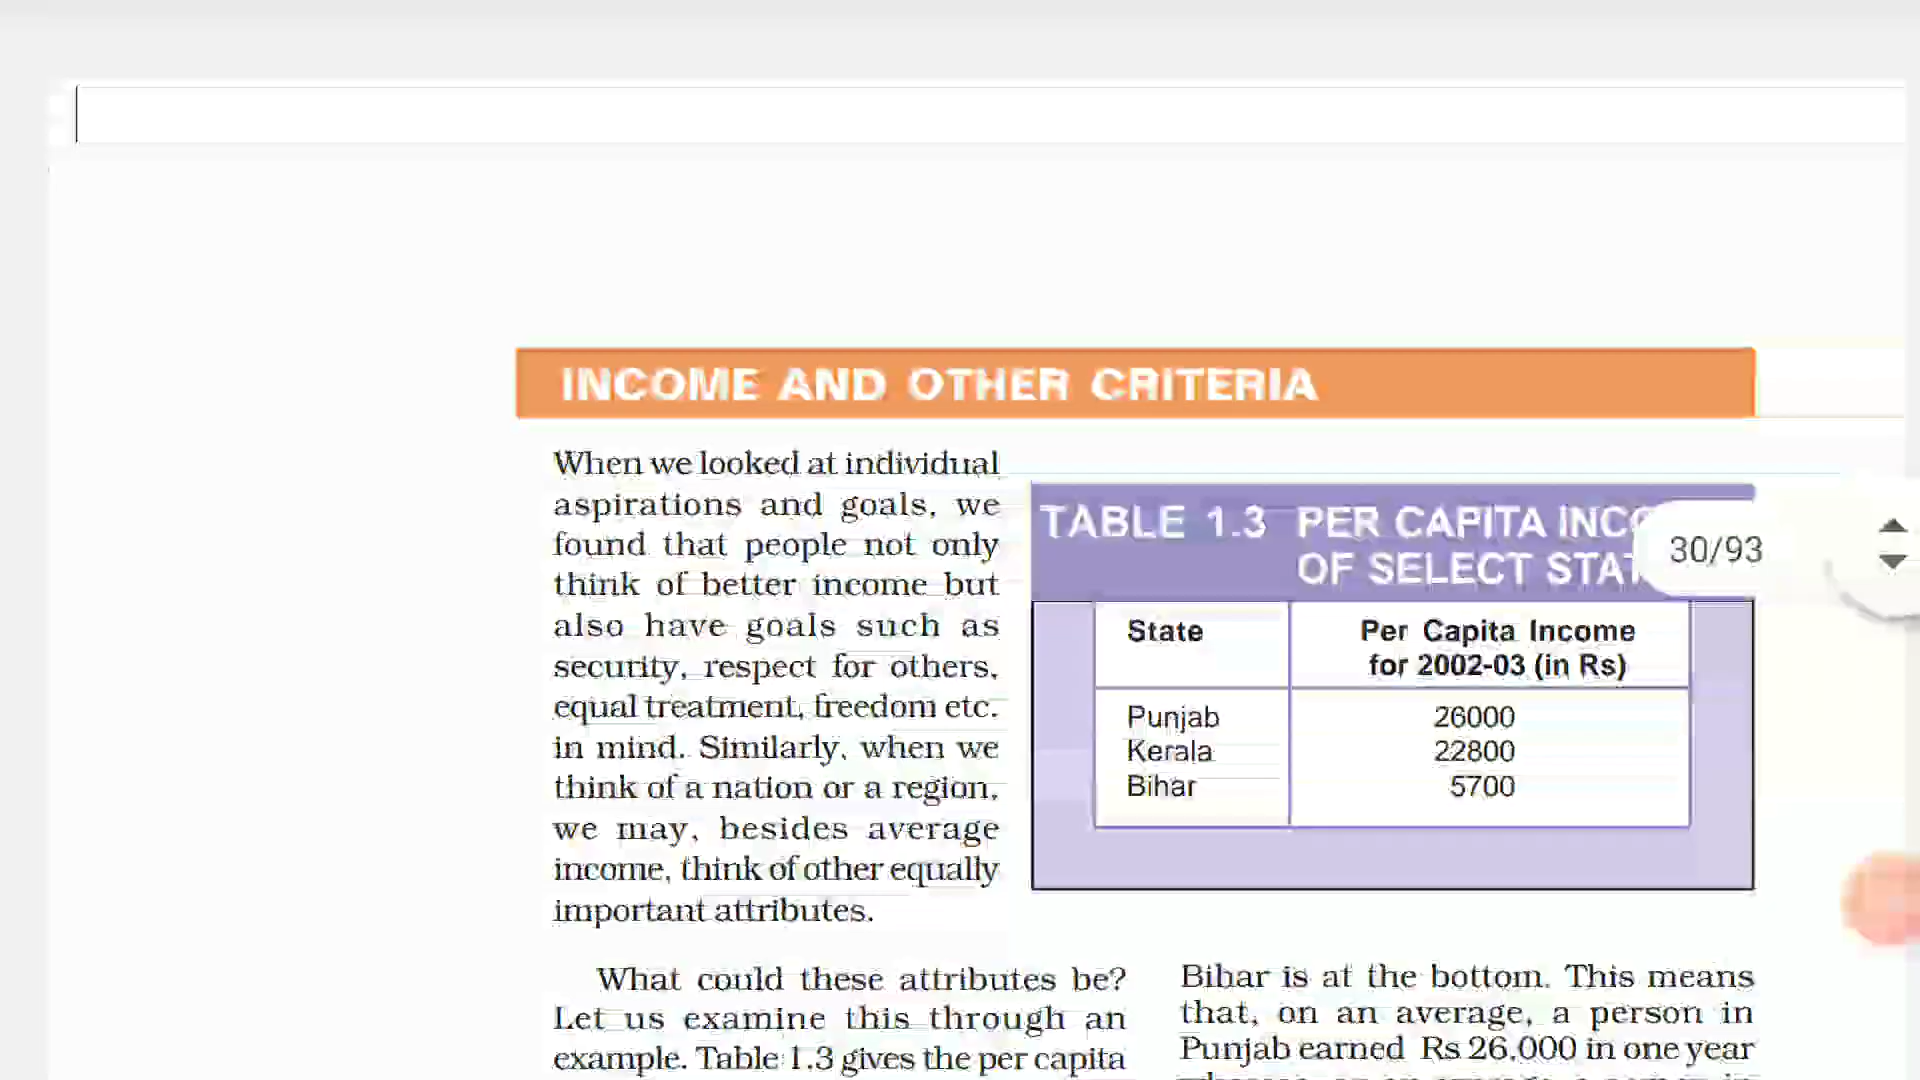 INCOME AND OTHER CRITERIA
When we looked at individual
aspirations and goals, we
found that people not only
think of better income but
also have goals such as
security, respect for others,
equal treatment, freedom etc.
in mind. Similarly, when we
think of a nation or a region,
we may, besides average
income, think of other equally
important attributes.
What could these attributes be?
Let us examine this through an
example. Table 1.3 gives the per capita
TABLE 1.3 PER CAPITA
OF SELECT
30/93
State Per Capita Income
for 2002-03 (in Rs)
Punjab 26000
Kerala 22800
Bihar 5700
Bihar is at the bottom. This means
that, on an average, a person in
Punjab earned Rs 26,000 in one year